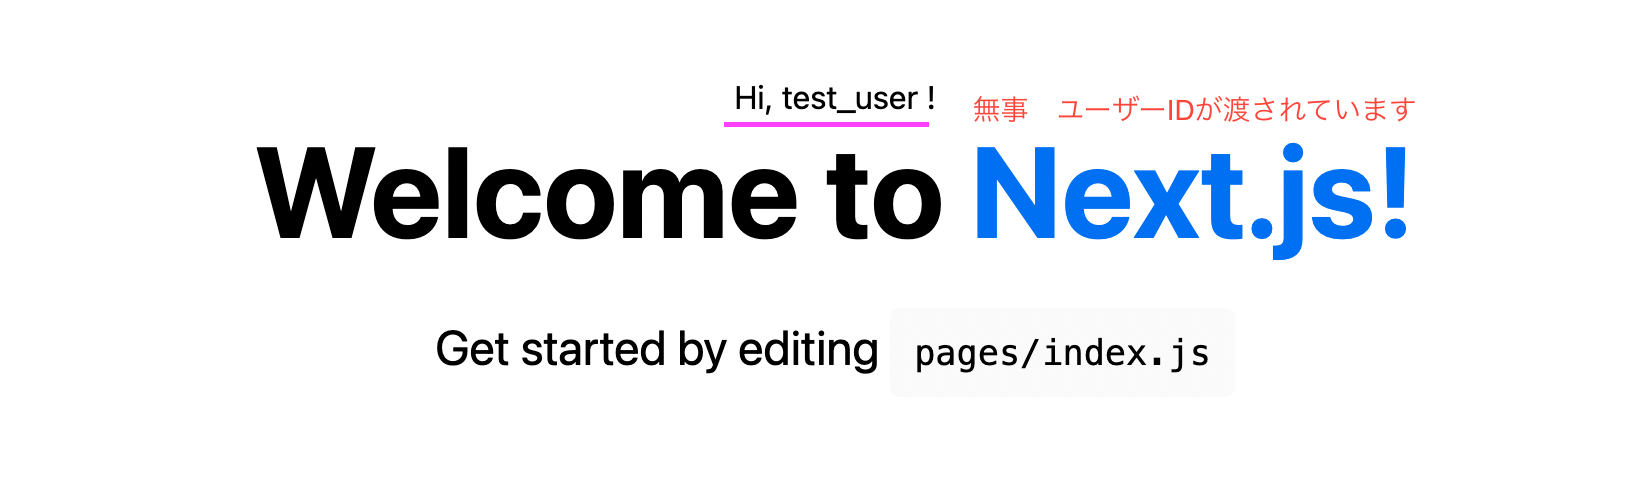 Hi, test_user !
無事　ユーザーIDが渡されています
Welcome to Next.js!
Get started by editing pages/index.js